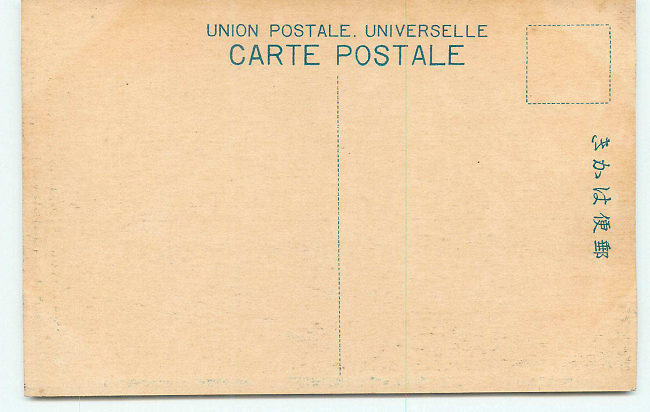 UNION POSTALE. UNIVERSELLE
CARTE POSTALE
郵便はかき